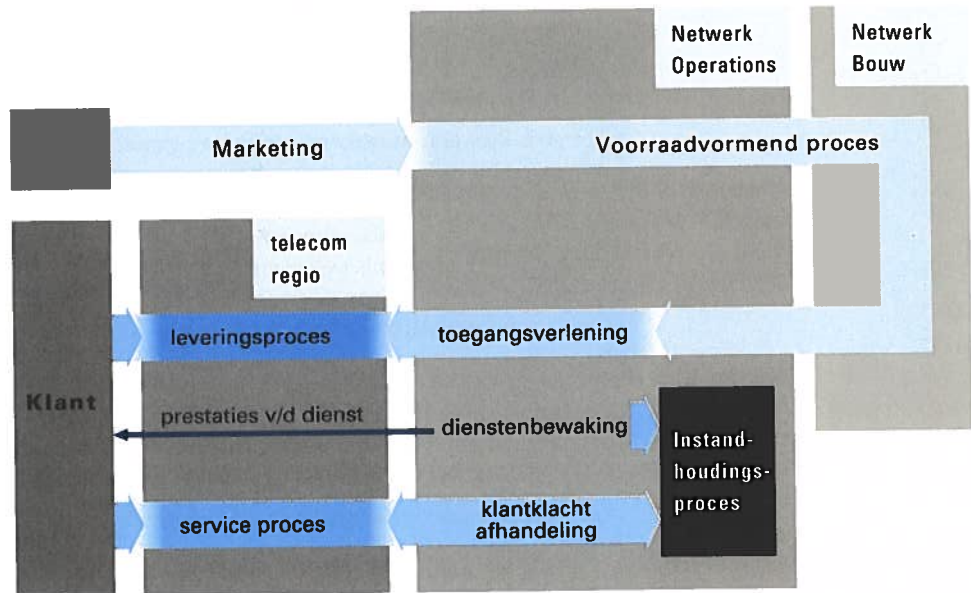 Netwerk
Operations
Netwerk
Bouw
Marketing
Voorraadvormend proces
telecom
regio
leveringsproces
toegangsverlening
Klant
prestaties v/d dienst
dienstenbewaking
Instand-
houdings-
proces
service proces
klantklacht
afhandeling